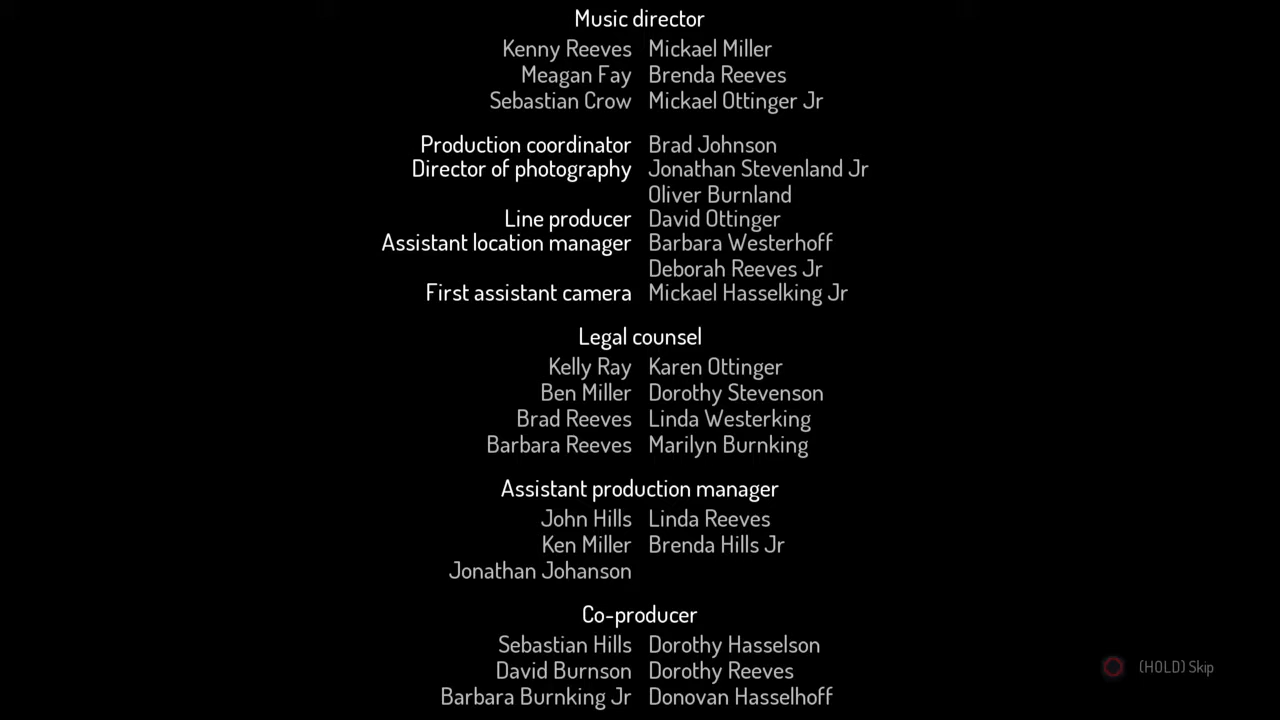 Music director
Kenny Reeves Mickael Miller
Meagan Fay Brenda Reeves
Sebastian Crow Mickael Ottinger Jr
Production coordinator Brad Johnson
Director of photography Jonathan Stevenland Jr
Oliver Burnland
Line producer David Ottinger
Assistant location manager Barbara Westerhoff
Deborah Reeves Jr
First assistant camera Mickael Hasselking Jr
Legal counsel
Kelly Ray Karen Ottinger
Ben Miller Dorothy Stevenson
Brad Reeves Linda Westerking
Barbara Reeves Marilyn Burnking
Assistant production manager
John Hills Linda Reeves
Ken Miller Brenda Hills Jr
Jonathan Johanson
Co-producer
Sebastian Hills Dorothy Hasselson
David Burnson Dorothy Reeves
Barbara Burnking Jr Donovan Hasselhoff
(HOLD) Skip